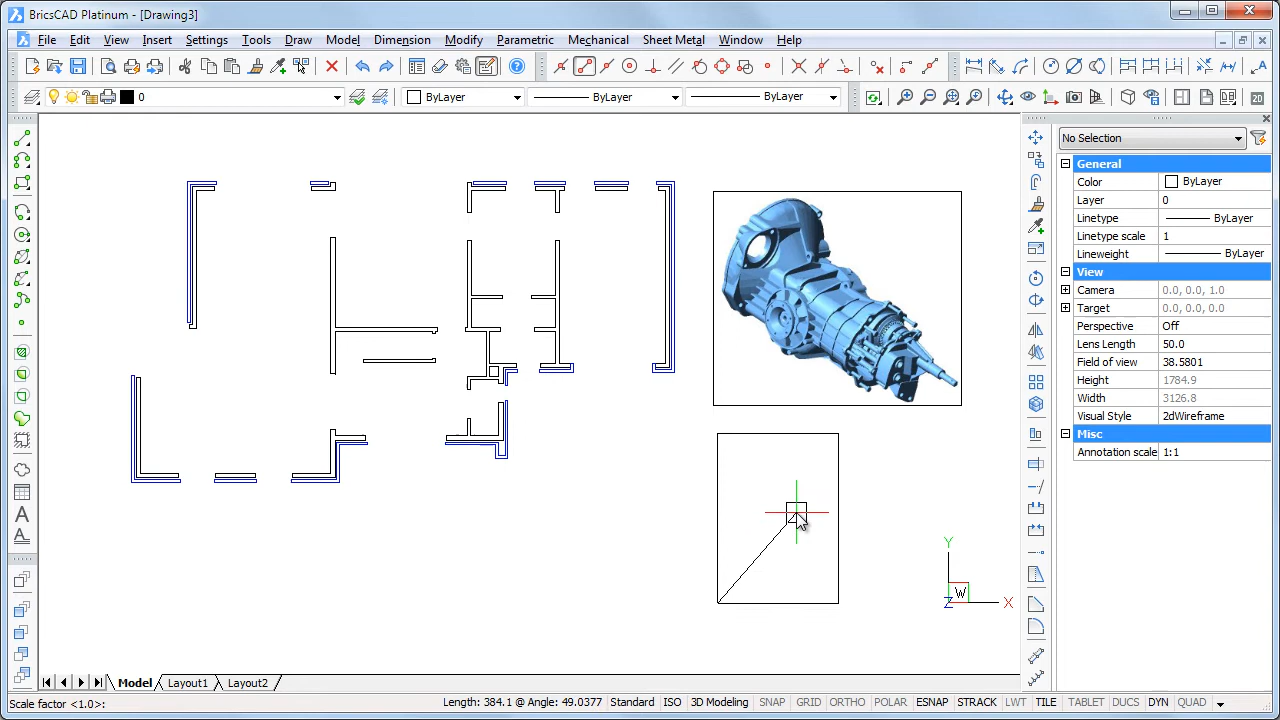 BricsCAD Platinum - [Drawing3]
File Edit View Insert Settings Tools Draw Model Dimension Modify Parametric Mechanical Sheet Metal Window Help
0 ByLayer ByLayer ByLayer 2D
No Selection
General
Color ByLayer
Layer 0
Linetype ByLayer
Linetype scale 1
Lineweight ByLayer
View
Camera 0.0, 0.0, 1.0
Target 0.0, 0.0, 0.0
Perspective Off
Lens Length 50.0
Field of view 38.5801
Height 1784.9
Width 3126.8
Visual Style 2dWireframe
Misc
Annotation scale 1:1
A
A
Y
W
Z X
Model Layout1 Layout2
Scale factor <1.0>: Length: 384.1 @ Angle: 49.0377 Standard ISO 3D Modeling SNAP GRID ORTHO POLAR ESNAP STRACK LWT TILE TABLET DUCS DYN QUAD